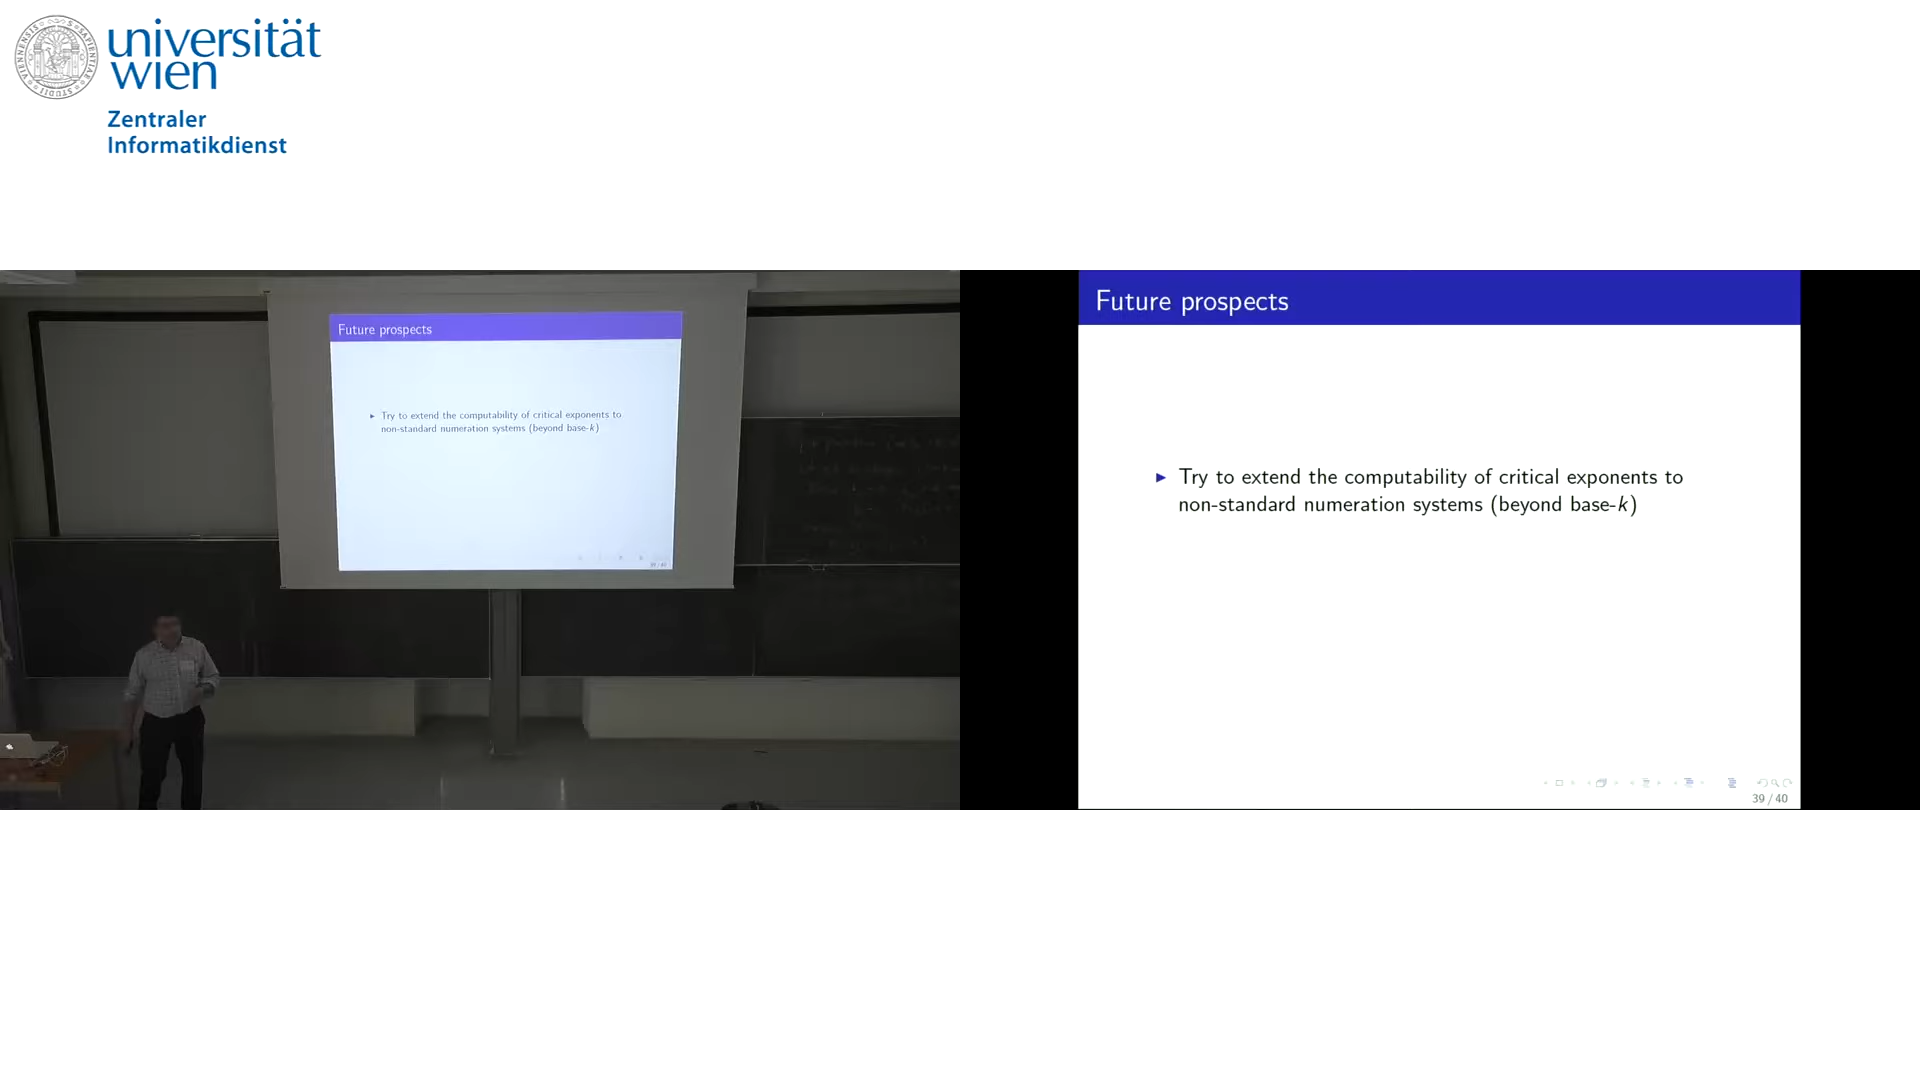 universität
wien
Zentraler
Informatikdienst
Future prospects
Try to extend the computability of critical exponents to
non-standard numeration systems (beyond base-k)
Future prospects
▶ Try to extend the computability of critical exponents to
non-standard numeration systems (beyond base-k)
39 / 40